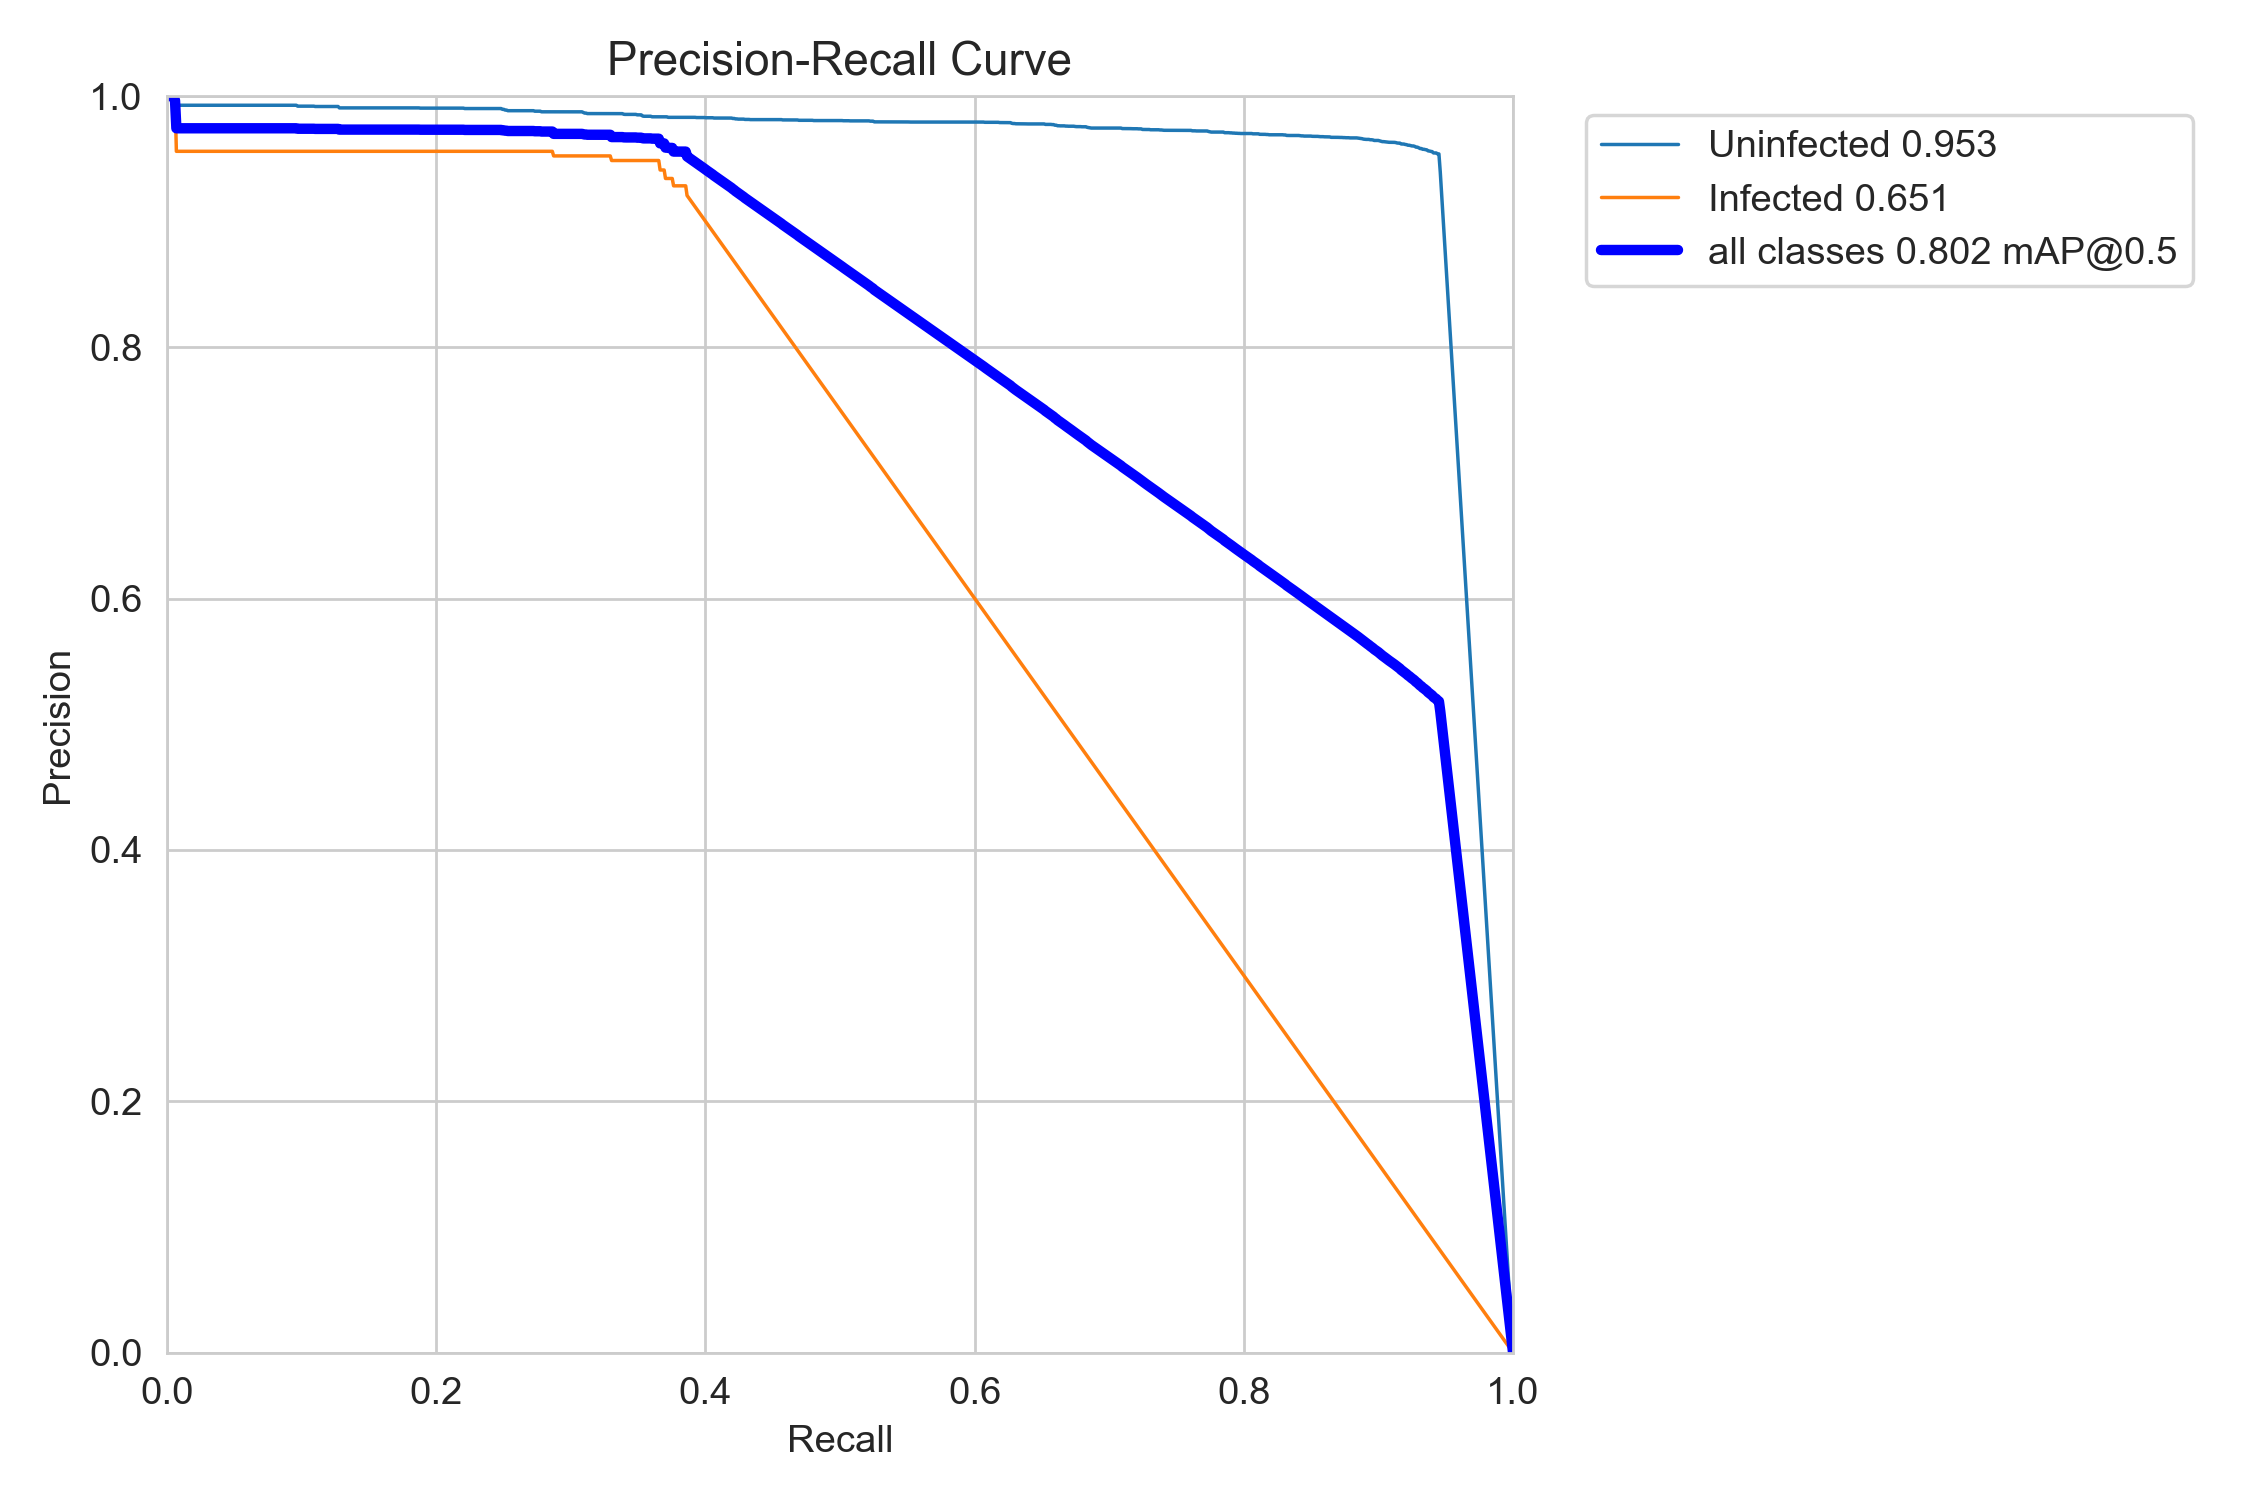 Precision-Recall Curve
1.0
0.8
0.6
0.4
0.2
0.0
Precision
0.0 0.2 0.4 0.6 0.8 1.0
Recall
Uninfected 0.953
Infected 0.651
all classes 0.802 mAP@0.5